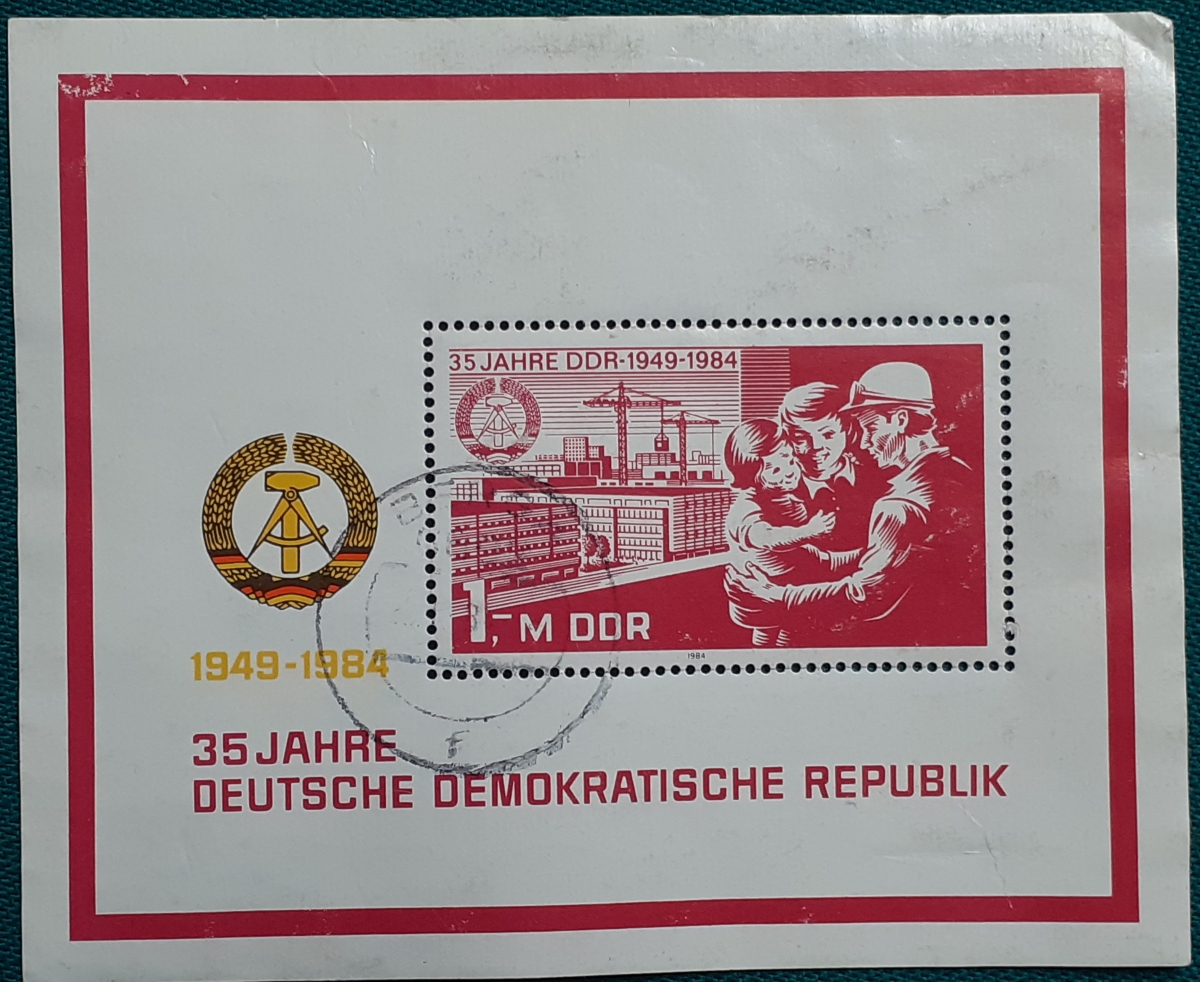 35 JAHRE DDR-1949-1984
1,-M DDR
1984
1949-1984
35 JAHRE
DEUTSCHE DEMOKRATISCHE REPUBLIK
f